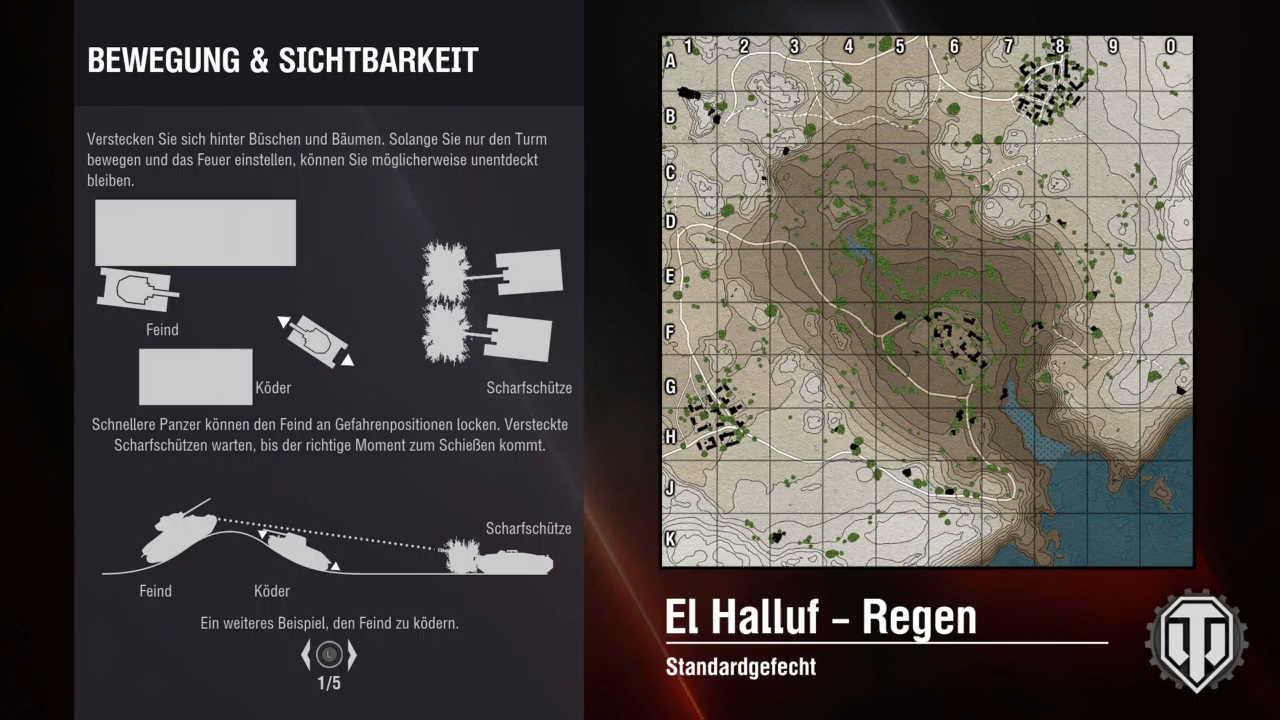 BEWEGUNG & SICHTBARKEIT
Verstecken Sie sich hinter Büschen und Bäumen. Solange Sie nur den Turm
bewegen und das Feuer einstellen, können Sie möglicherweise unentdeckt
bleiben.
Feind
Köder
Scharfschütze
Schnellere Panzer können den Feind an Gefahrenpositionen locken. Versteckte
Scharfschützen warten, bis der richtige Moment zum Schießen kommt.
Scharfschütze
Feind
Köder
Ein weiteres Beispiel, den Feind zu ködern.
L
1/5
1 2 3 4 5 6 7 8 9 0
A
B
C
D
E
F
G
H
J
K
El Halluf – Regen
Standardgefecht